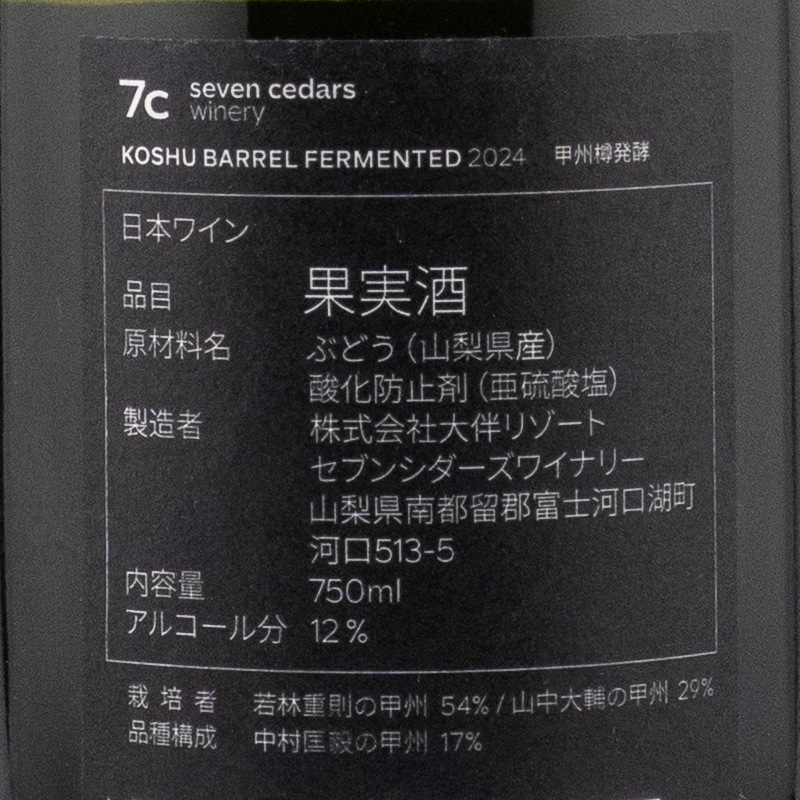 7c seven cedars
winery
KOSHU BARREL FERMENTED 2024 甲州樽発酵
日本ワイン
品目 果実酒
原材料名 ぶどう（山梨県産）
酸化防止剤（亜硫酸塩）
製造者 株式会社大伴リゾート
セブンシダーズワイナリー
山梨県南都留郡富士河口湖町
河口513-5
内容量 750ml
アルコール分 12%
栽培者 若林重則の甲州 54% / 山中大輔の甲州 29%
品種構成 中村匡毅の甲州 17%